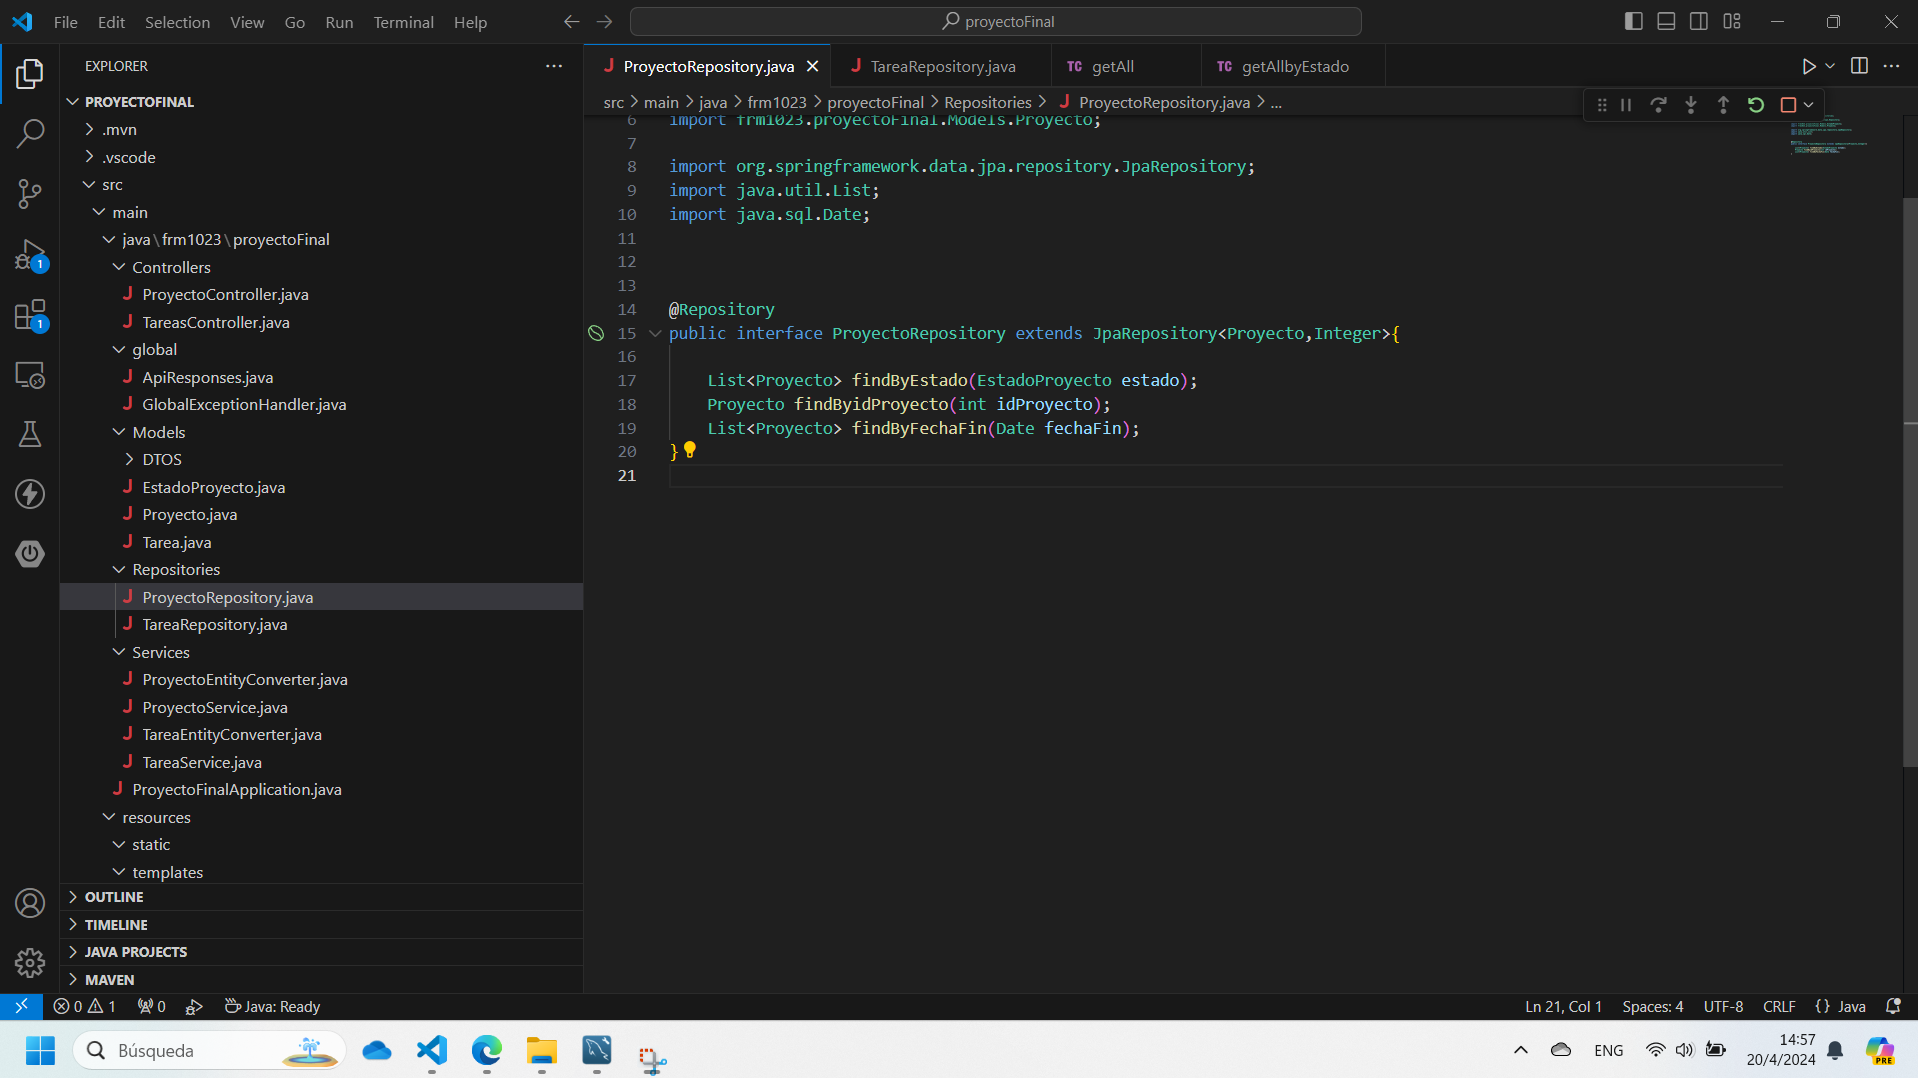 File Edit Selection View Go Run Terminal Help
proyectoFinal
EXPLORER
PROYECTOFINAL
.mvn
.vscode
src
main
java\frm1023\proyectoFinal
Controllers
J ProyectoController.java
J TareasController.java
global
J ApiResponses.java
J GlobalExceptionHandler.java
Models
DTOS
J EstadoProyecto.java
J Proyecto.java
J Tarea.java
Repositories
J ProyectoRepository.java
J TareaRepository.java
Services
J ProyectoEntityConverter.java
J ProyectoService.java
J TareaEntityConverter.java
J TareaService.java
J ProyectoFinalApplication.java
resources
static
templates
OUTLINE
TIMELINE
JAVA PROJECTS
MAVEN
1
1
J ProyectoRepository.java J TareaRepository.java TC getAll TC getAllbyEstado
src > main > java > frm1023 > proyectoFinal > Repositories > J ProyectoRepository.java > ...
6 import frm1023.proyectoFinal.Models.Proyecto;
7
8 import org.springframework.data.jpa.repository.JpaRepository;
9 import java.util.List;
10 import java.sql.Date;
11
12
13
14 @Repository
15 public interface ProyectoRepository extends JpaRepository<Proyecto,Integer>{
16
17 List<Proyecto> findByEstado(EstadoProyecto estado);
18 Proyecto findByidProyecto(int idProyecto);
19 List<Proyecto> findByFechaFin(Date fechaFin);
20 }
21
0 1 0 Java: Ready
Ln 21, Col 1 Spaces: 4 UTF-8 CRLF {} Java
Búsqueda
ENG
14:57
20/4/2024
PRE